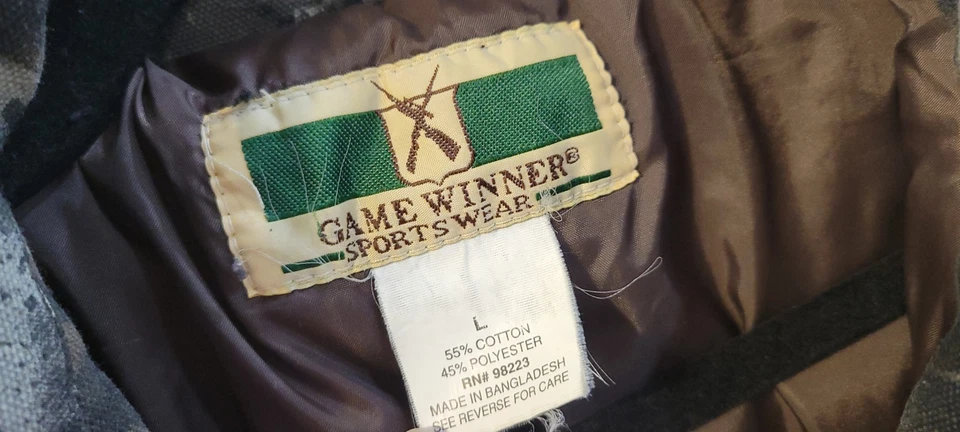 GAME WINNER®
SPORTS WEAR
L
55% COTTON
45% POLYESTER
RN# 98223
MADE IN BANGLADESH
SEE REVERSE FOR CARE